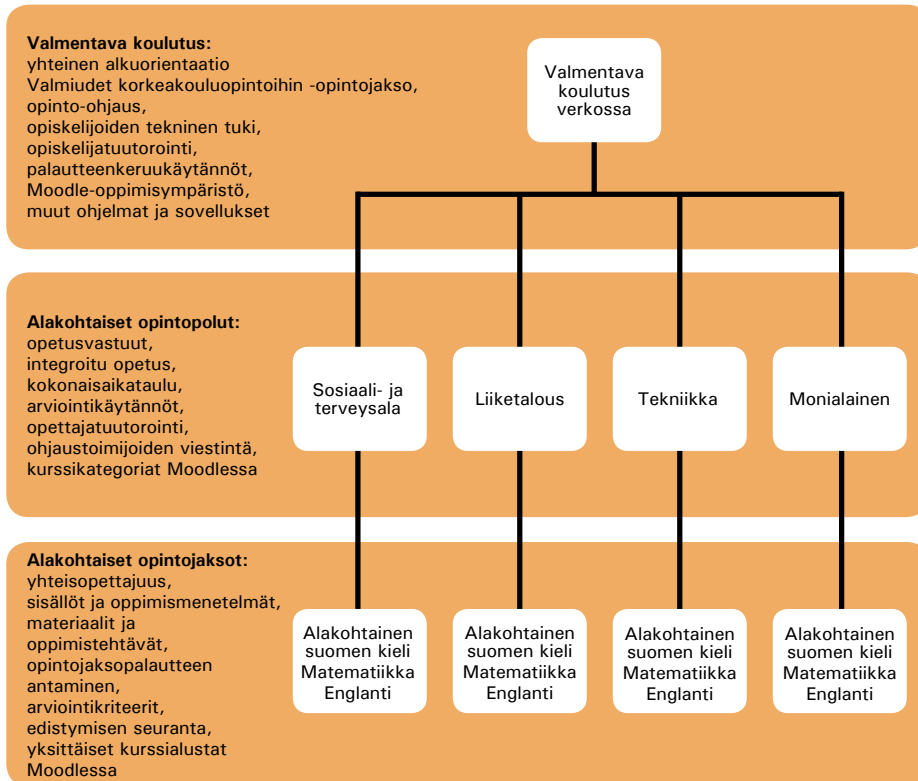 Valmentava koulutus:
yhteinen alkuorientaatio
Valmiudet korkeakouluopintoihin -opintojakso,
opinto-ohjaus,
opiskelijoiden tekninen tuki,
opiskelijatuutorointi,
palautteenkeruukäytännöt,
Moodle-oppimisympäristö,
muut ohjelmat ja sovellukset
Valmentava
koulutus
verkossa
Alakohtaiset opintopolut:
opetusvastuut,
integroitu opetus,
kokonaisaikataulu,
arviointikäytännöt,
opettajatuutorointi,
ohjaustoimijoiden viestintä,
kurssikategoriat Moodlessa
Sosiaali- ja
terveysala
Liiketalous
Tekniikka
Monialainen
Alakohtaiset opintojaksot:
yhteisopettajuus,
sisällöt ja oppimismenetelmät,
materiaalit ja
oppimistehtävät,
opintojaksopalautteen
antaminen,
arviointikriteerit,
edistymisen seuranta,
yksittäiset kurssialustat
Moodlessa
Alakohtainen
suomen kieli
Matematiikka
Englanti
Alakohtainen
suomen kieli
Matematiikka
Englanti
Alakohtainen
suomen kieli
Matematiikka
Englanti
Alakohtainen
suomen kieli
Matematiikka
Englanti